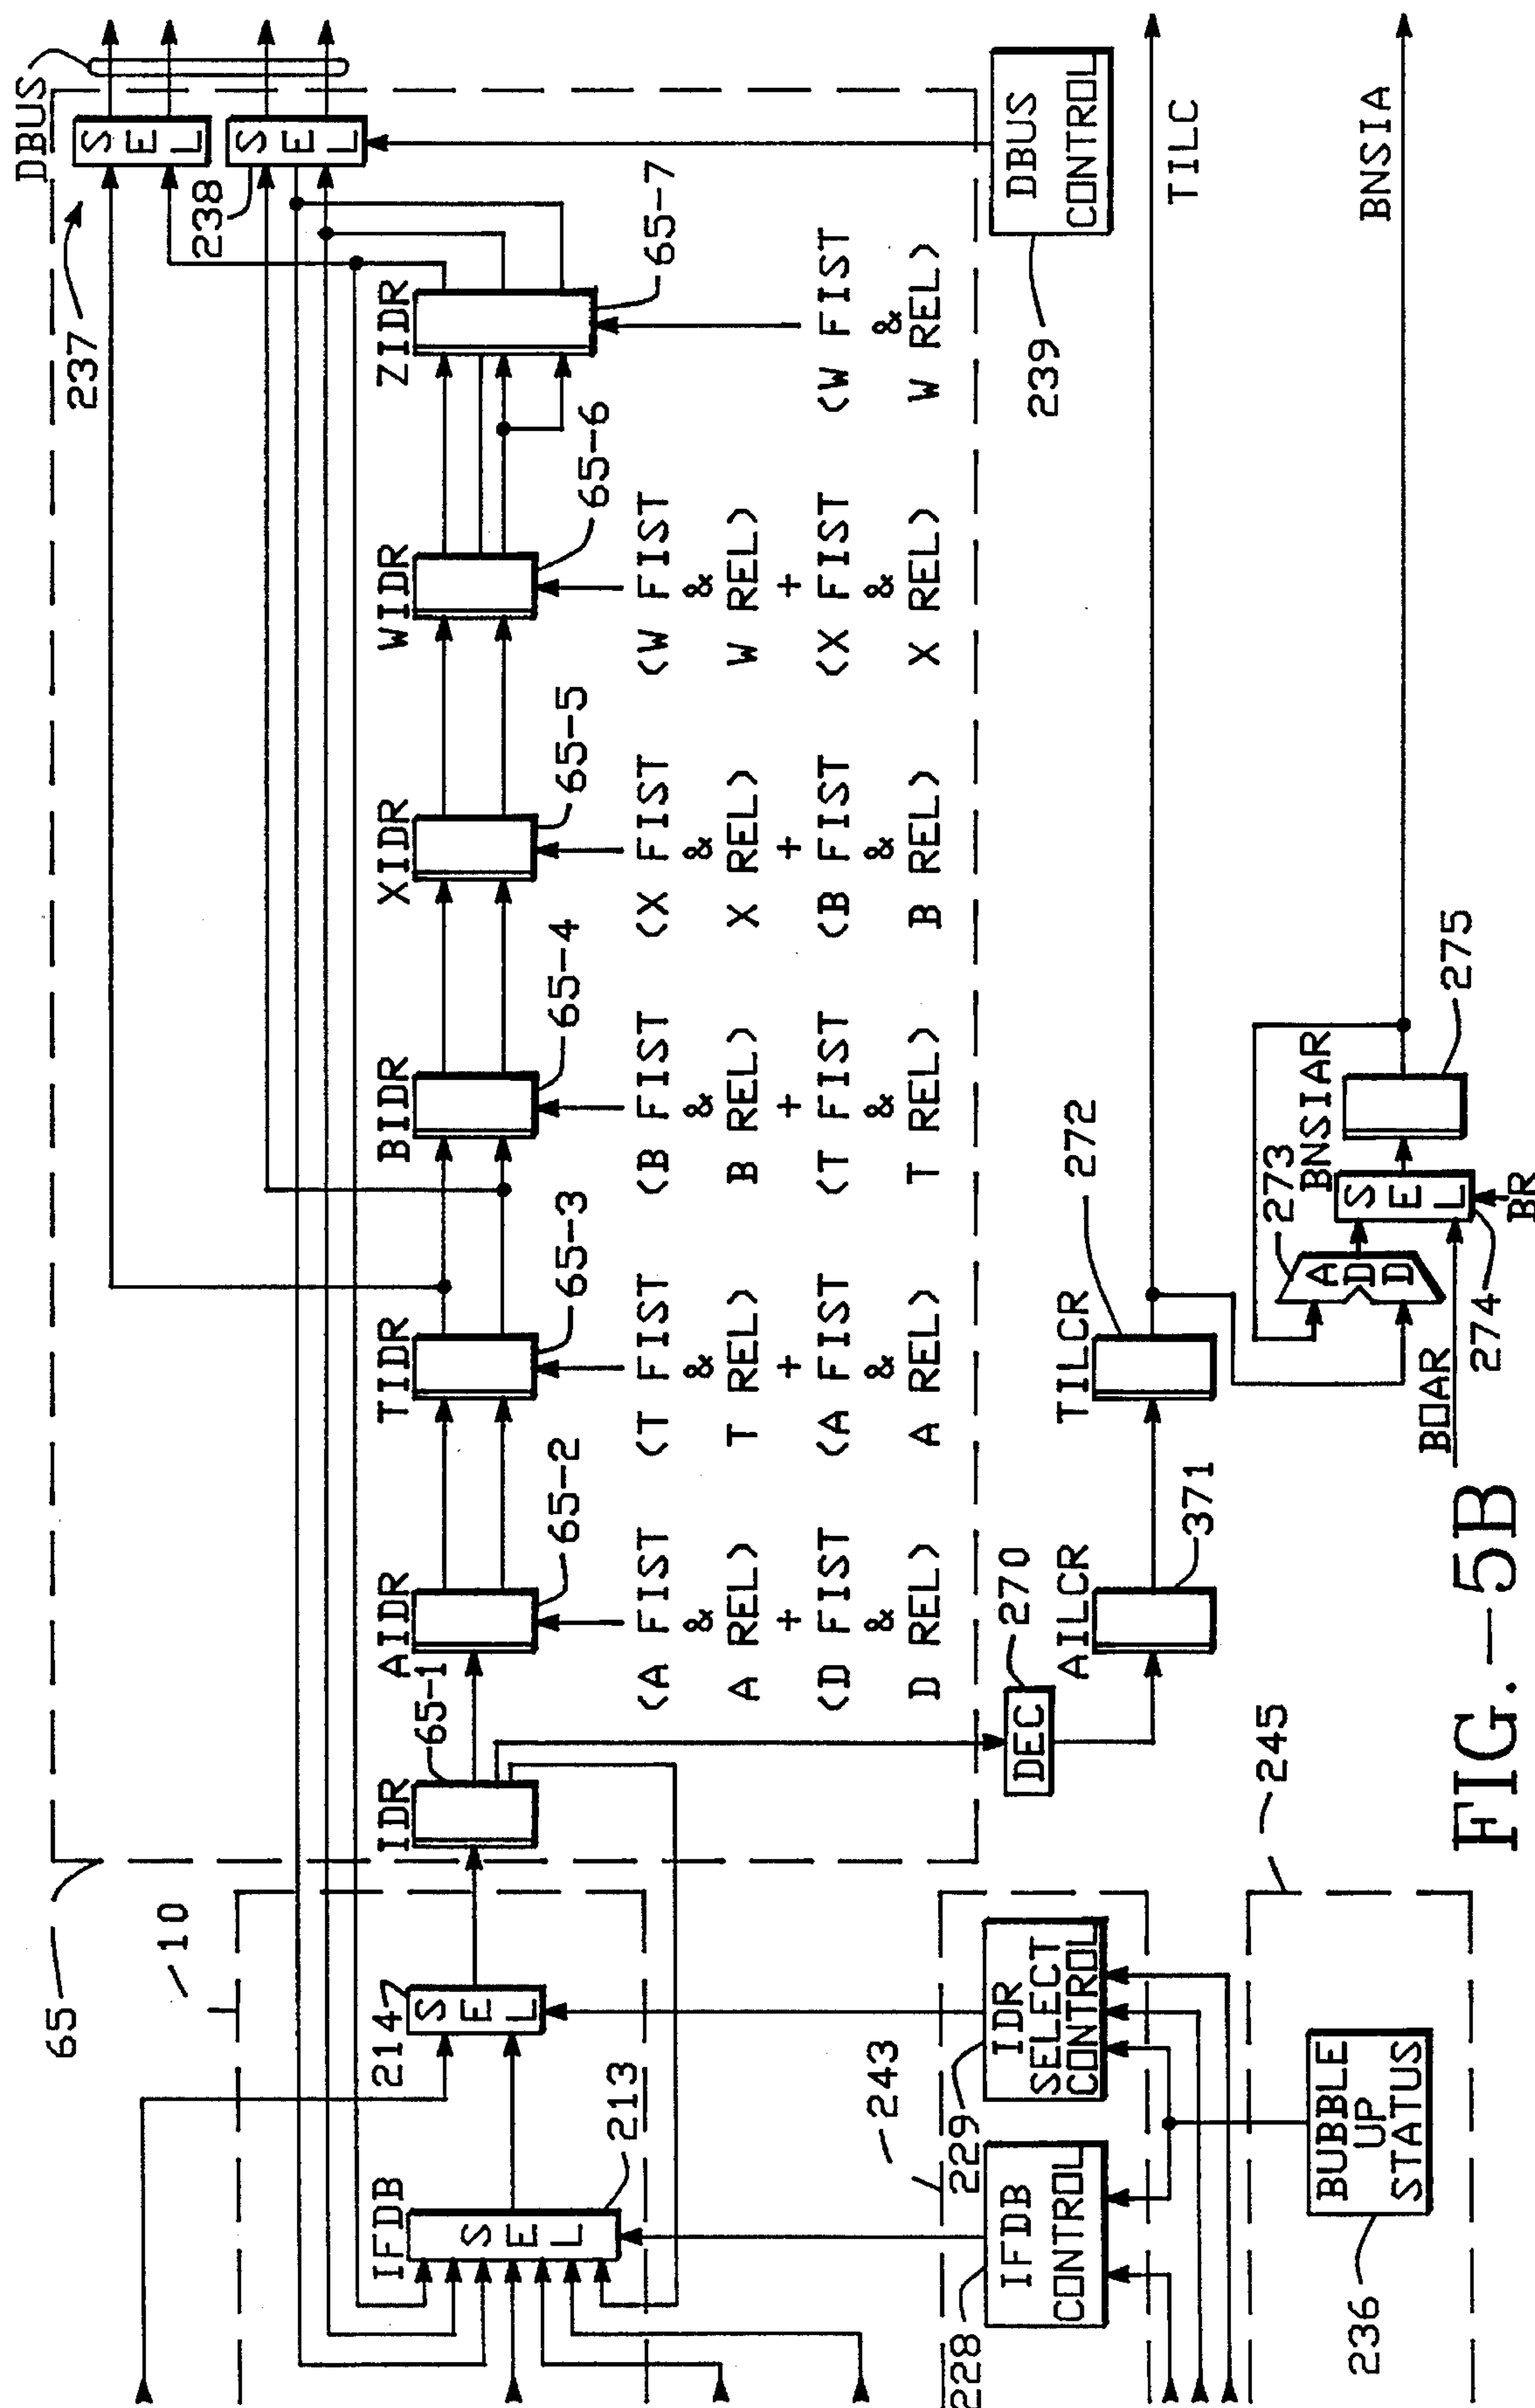 DBUS
SEL
SEL
237
238
ZIDR
65-7
(W FIST
&
W REL)
DBUS
CONTROL
239
WIDR
65-6
(W FIST
&
W REL)
+
(X FIST
&
X REL)
XIDR
65-5
(X FIST
&
X REL)
+
(B FIST
&
B REL)
BIDR
65-4
(B FIST
&
B REL)
+
(T FIST
&
T REL)
TIDR
65-3
(T FIST
&
T REL)
+
(A FIST
&
A REL)
AIDR
65-2
(A FIST
&
A REL)
+
(D FIST
&
D REL)
IDR
65-1
65
10
214
SEL
IFDB
SEL
213
243
229
IDR
SELECT
CONTROL
228
IFDB
CONTROL
245
236
BUBBLE
UP
STATUS
DEC
270
AILCR
371
TILCR
272
TILC
273
ADD
BNSIAR
SEL
275
274
BOAR
BR
BNSIA
FIG.-5B